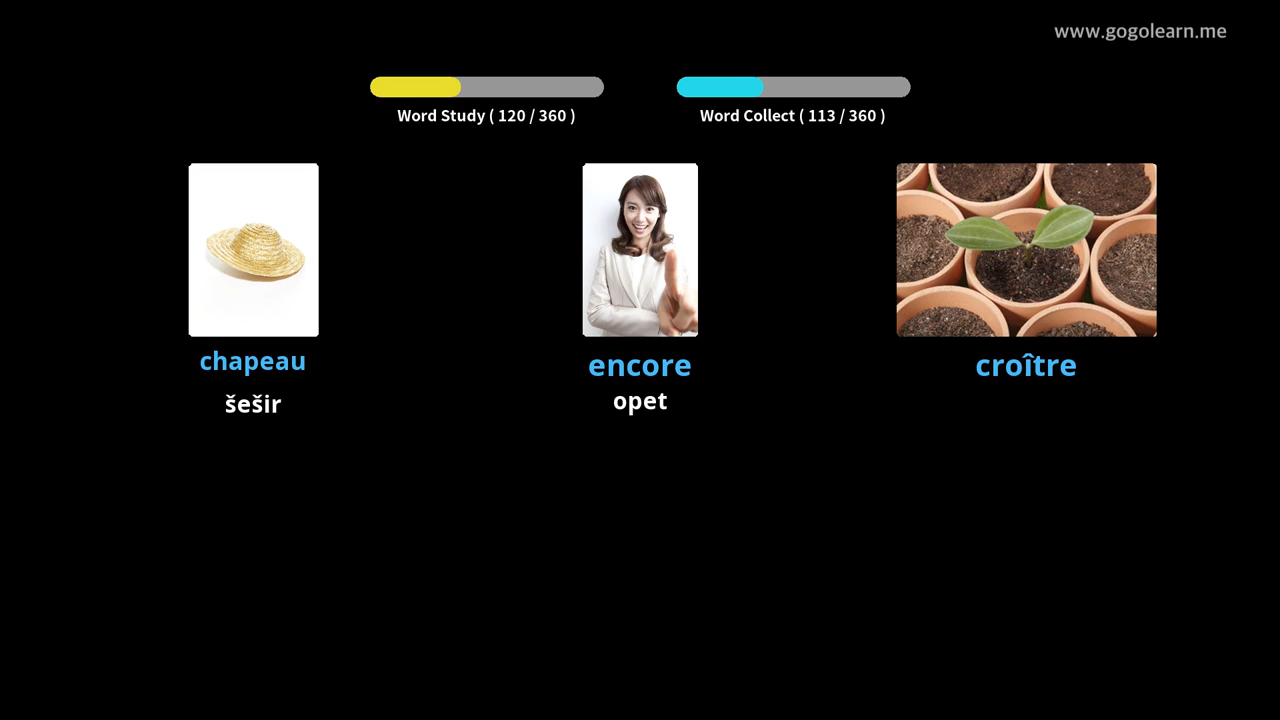 www.gogolearn.me
Word Study ( 120 / 360 )
Word Collect ( 113 / 360 )
chapeau
encore
croître
šešir
opet